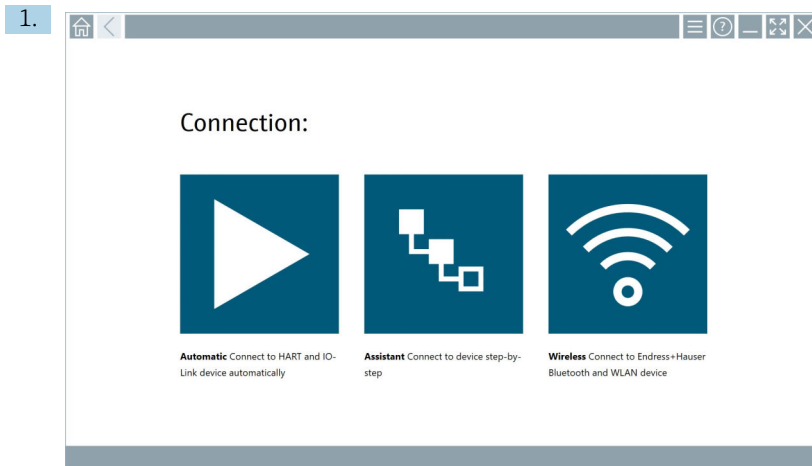 1.
Connection:
Automatic Connect to HART and IO-
Link device automatically
Assistant Connect to device step-by-
step
Wireless Connect to Endress+Hauser
Bluetooth and WLAN device